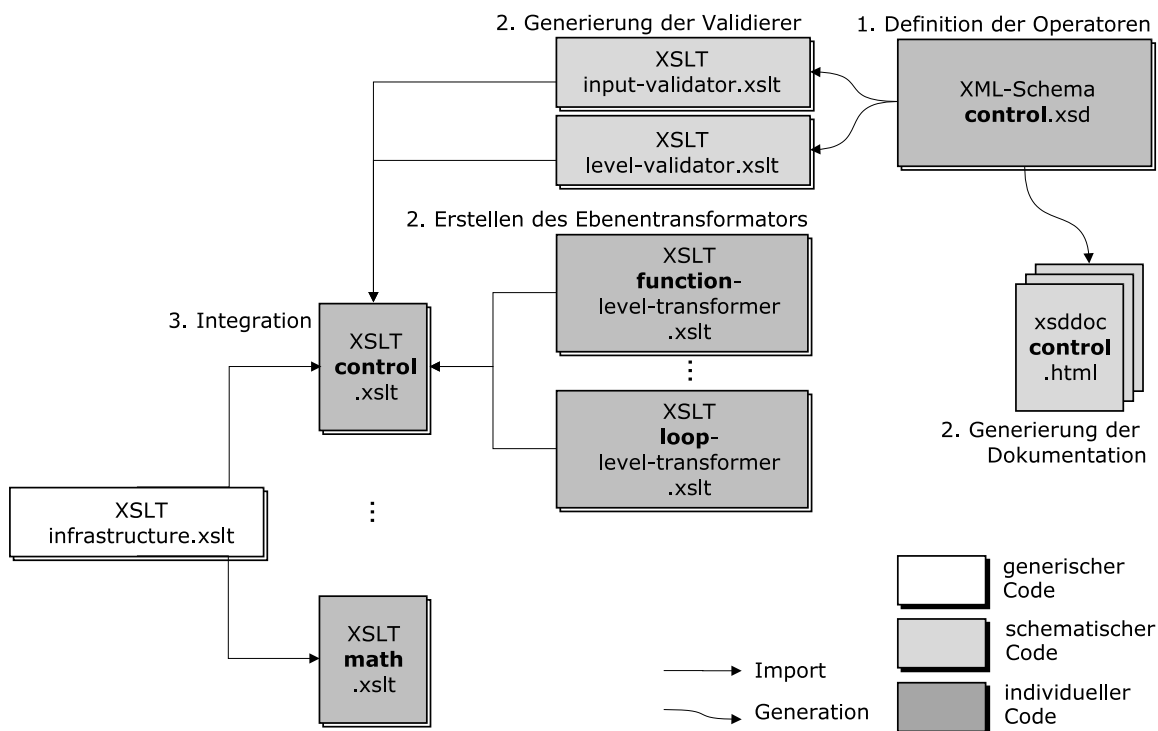 2. Generierung der Validierer
1. Definition der Operatoren
XSLT
input-validator.xslt
XML-Schema
control.xsd
XSLT
level-validator.xslt
2. Erstellen des Ebenentransformators
XSLT
function-
level-transformer
.xslt
3. Integration
XSLT
control
.xslt
xsddoc
control
.html
XSLT
loop-
level-transformer
.xslt
2. Generierung der
Dokumentation
XSLT
infrastructure.xslt
XSLT
math
.xslt
Import
Generation
generischer
Code
schematischer
Code
individueller
Code